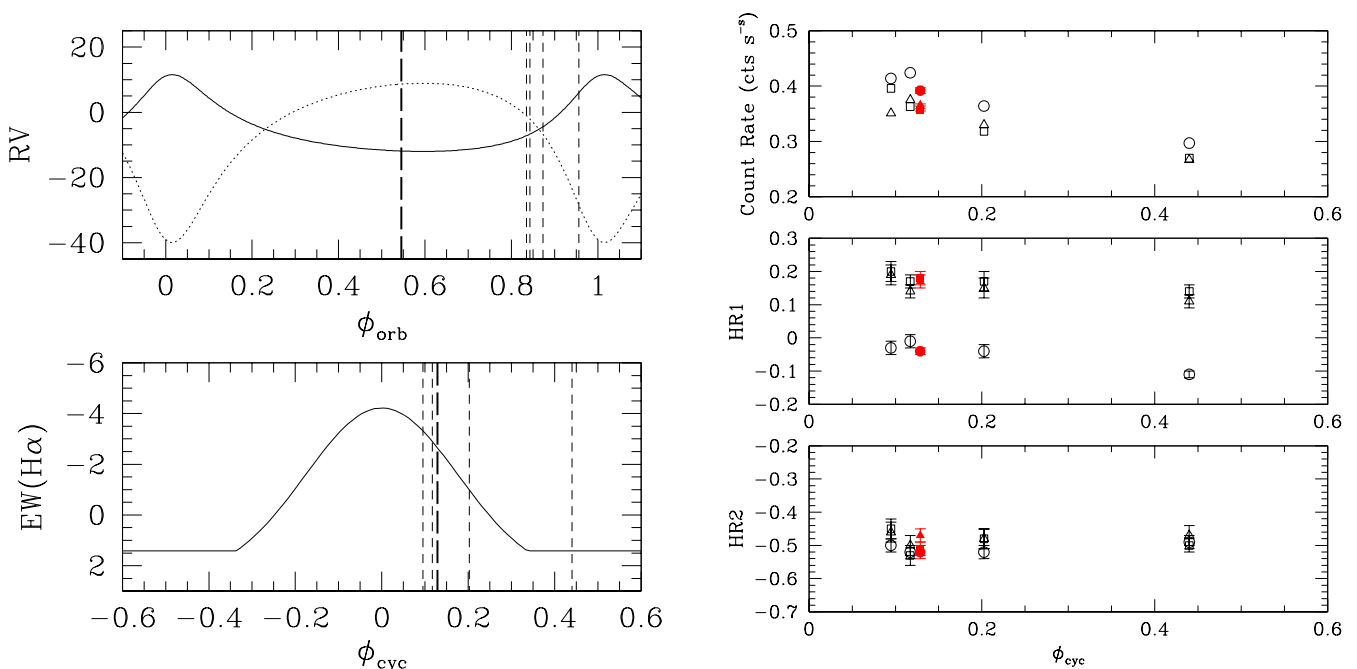 RV
20
0
−20
−40
0 0.2 0.4 0.6 0.8 1
ϕorb
EW(Hα)
−6
−4
−2
0
2
−0.6 −0.4 −0.2 0 0.2 0.4 0.6
ϕcyc
Count Rate (cts s⁻ˢ)
0.5
0.4
0.3
0.2
0 0.2 0.4 0.6
HR1
0.3
0.2
0.1
0
−0.1
−0.2
0 0.2 0.4 0.6
HR2
−0.2
−0.3
−0.4
−0.5
−0.6
−0.7
0 0.2 0.4 0.6
ϕcyc